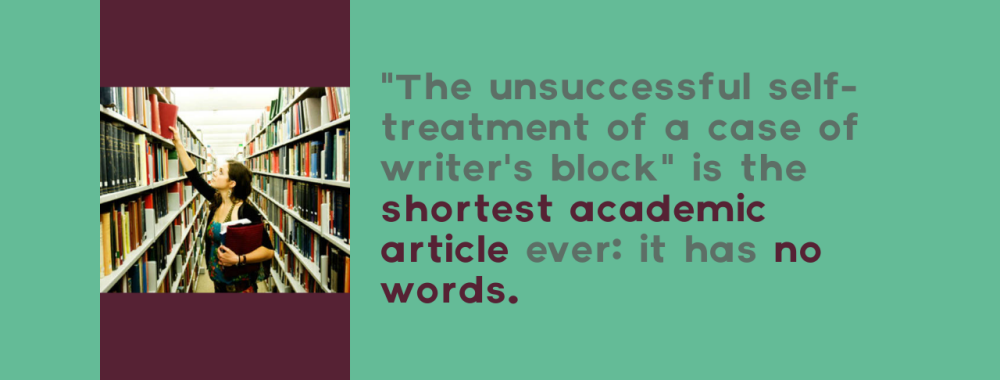 "The unsuccessful self-
treatment of a case of
writer's block" is the
shortest academic
article ever: it has no
words.